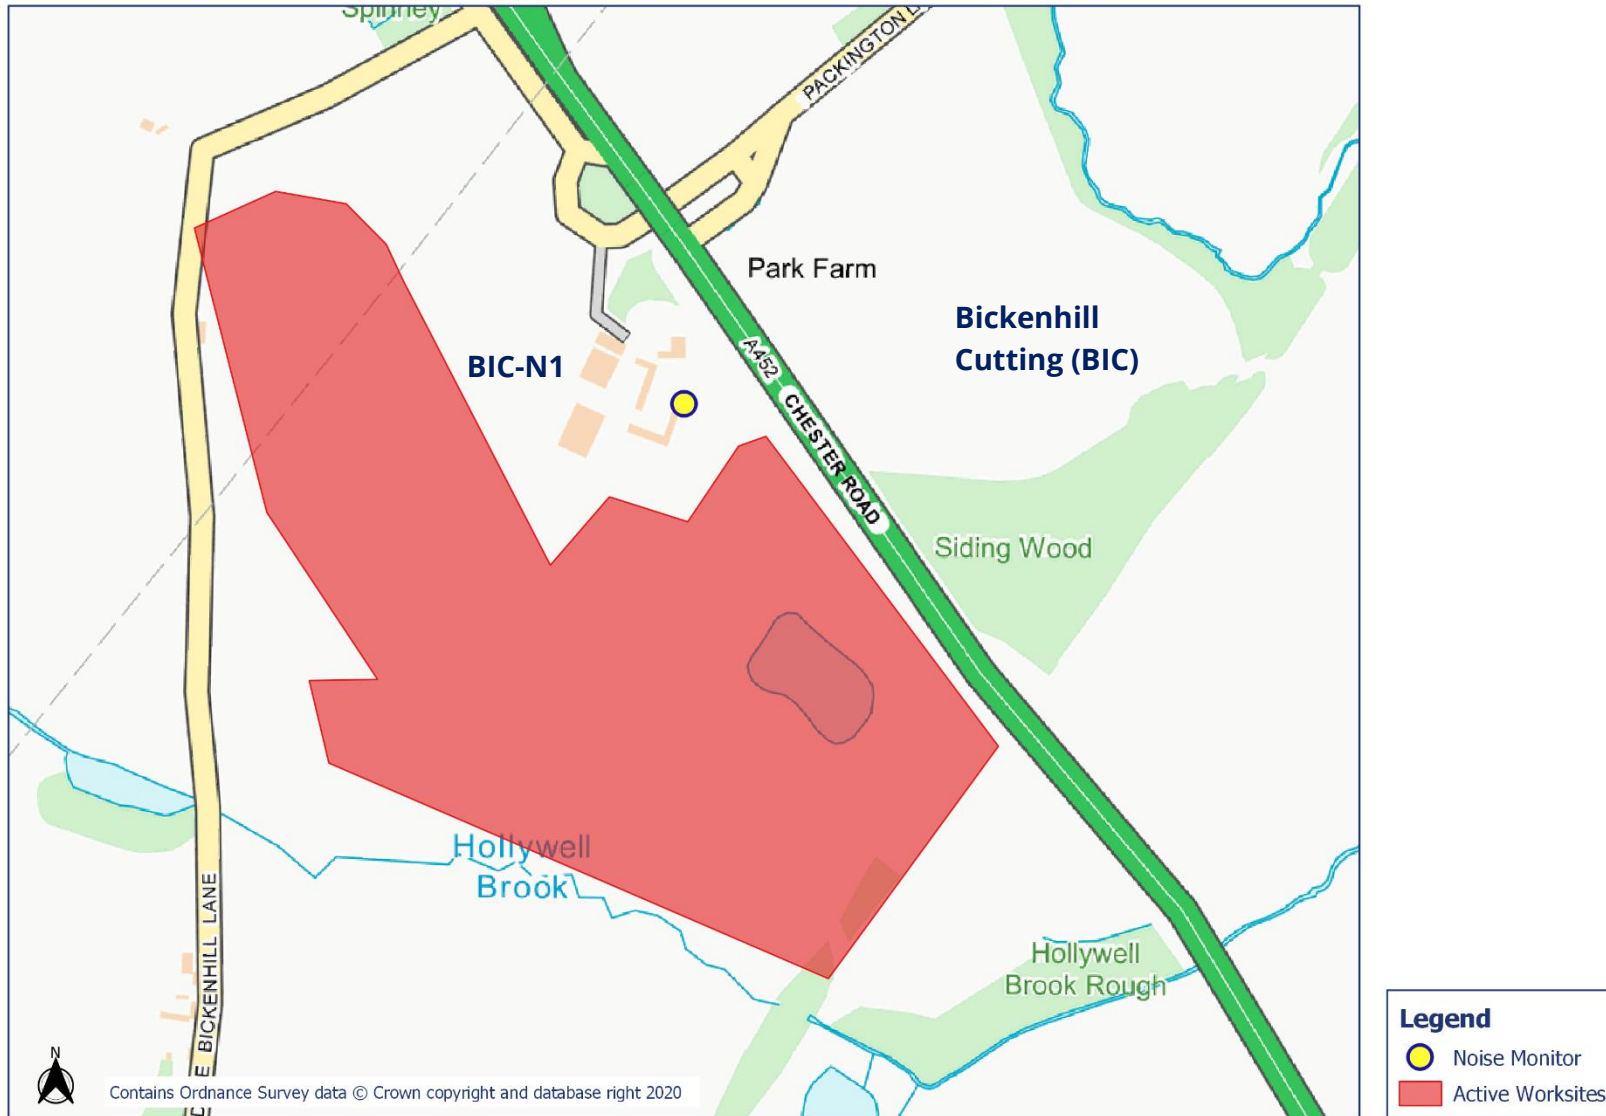 Spinney
PACKINGTON L
Park Farm
Bickenhill
Cutting (BIC)
BIC-N1
A452
CHESTER ROAD
Siding Wood
Hollywell
Brook
Hollywell
Brook Rough
BICKENHILL LANE
N
Contains Ordnance Survey data © Crown copyright and database right 2020
Legend
Noise Monitor
Active Worksites